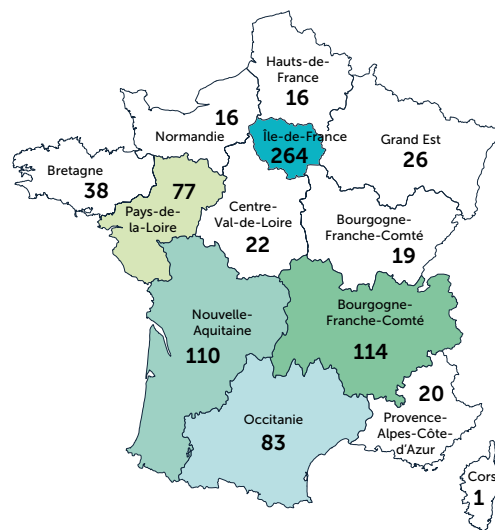 Hauts-de-
France
16
16
Normandie
Île-de-France
264
Grand Est
26
Bretagne
38
77
Pays-de-
la-Loire
Centre-
Val-de-Loire
22
Bourgogne-
Franche-Comté
19
Nouvelle-
Aquitaine
110
Bourgogne-
Franche-Comté
114
20
Provence-
Alpes-Côte-
d'Azur
Occitanie
83
Cors
1